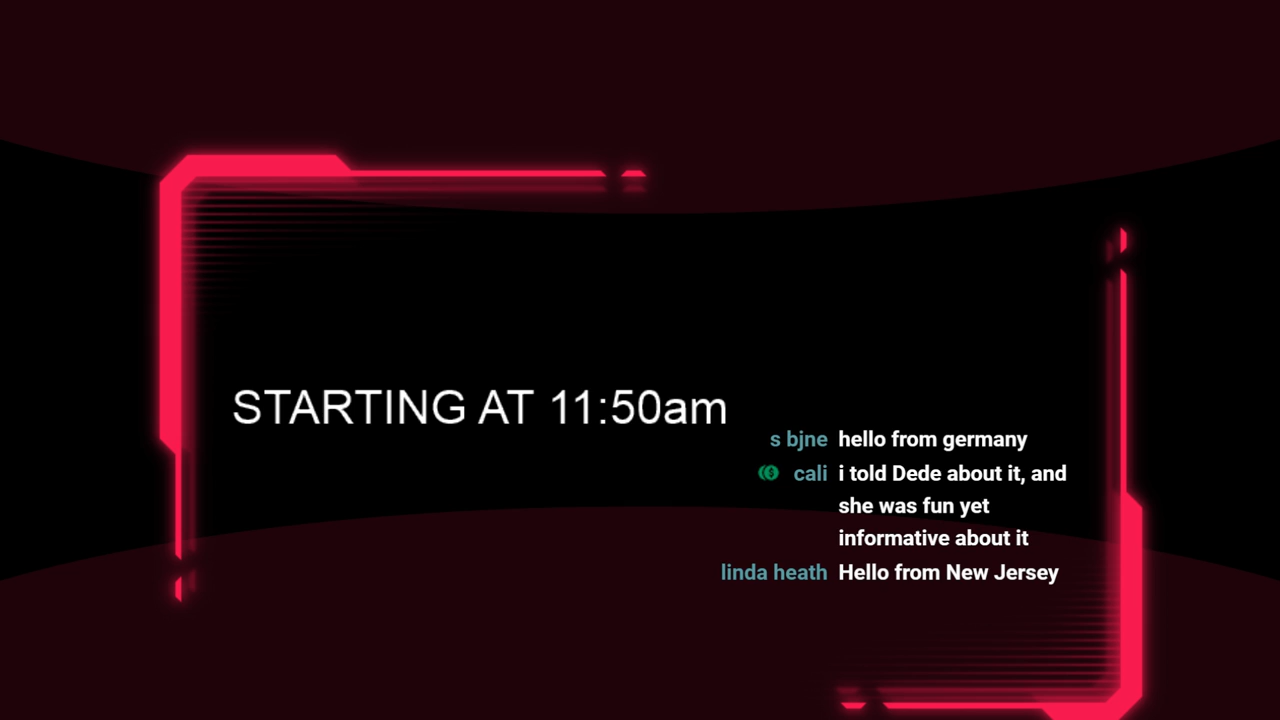 STARTING AT 11:50am
s bjne hello from germany
cali i told Dede about it, and
she was fun yet
informative about it
linda heath Hello from New Jersey